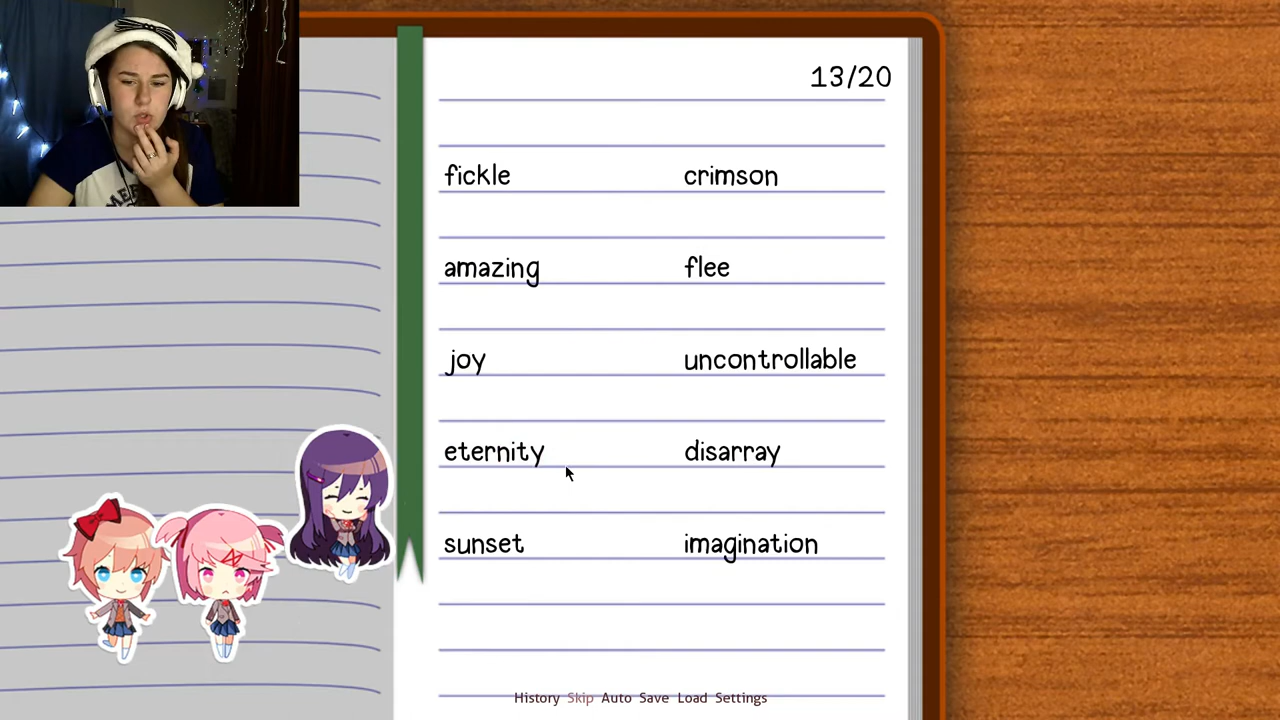 13/20
fickle crimson
amazing flee
joy uncontrollable
eternity disarray
sunset imagination
History Skip Auto Save Load Settings